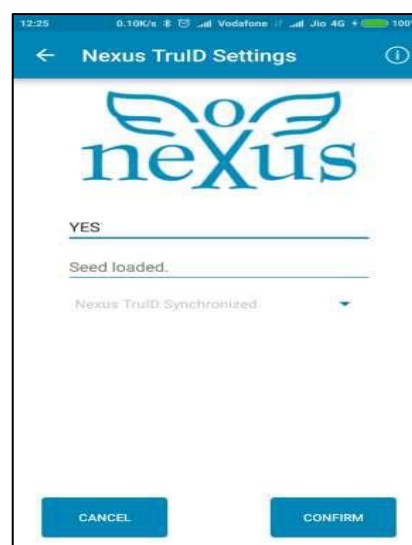 12:25 0.10K/s Vodafone Jio 4G 100%
Nexus TruID Settings
neXus
YES
Seed loaded.
Nexus TruID Synchronized
CANCEL CONFIRM